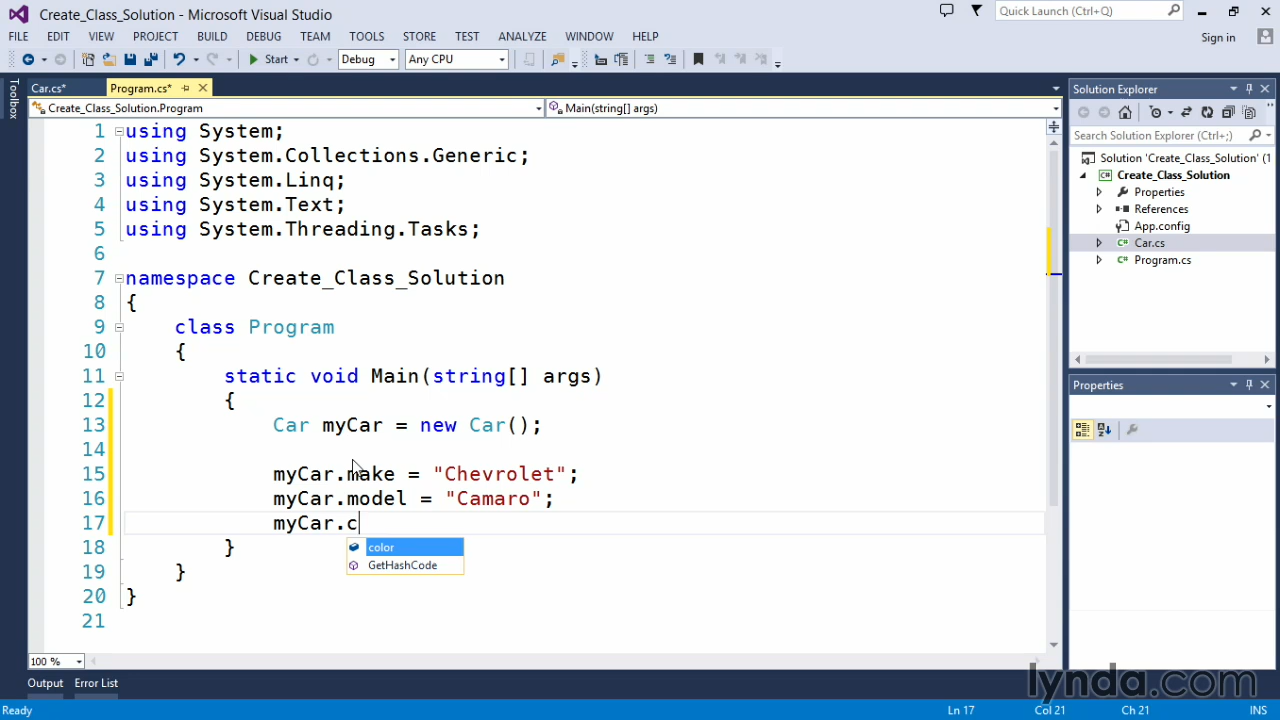 Create_Class_Solution - Microsoft Visual Studio
Quick Launch (Ctrl+Q)
FILE EDIT VIEW PROJECT BUILD DEBUG TEAM TOOLS STORE TEST ANALYZE WINDOW HELP
Sign in
Start Debug Any CPU
Toolbox
Car.cs* Program.cs*
Create_Class_Solution.Program Main(string[] args)
1 using System;
2 using System.Collections.Generic;
3 using System.Linq;
4 using System.Text;
5 using System.Threading.Tasks;
6
7 namespace Create_Class_Solution
8 {
9 class Program
10 {
11 static void Main(string[] args)
12 {
13 Car myCar = new Car();
14
15 myCar.make = "Chevrolet";
16 myCar.model = "Camaro";
17 myCar.c
color
GetHashCode
18 }
19 }
20 }
21
100 %
Solution Explorer
Search Solution Explorer (Ctrl+;)
Solution 'Create_Class_Solution' (1
Create_Class_Solution
Properties
References
App.config
Car.cs
Program.cs
Properties
Output Error List
lynda.com
Ready Ln 17 Col 21 Ch 21 INS